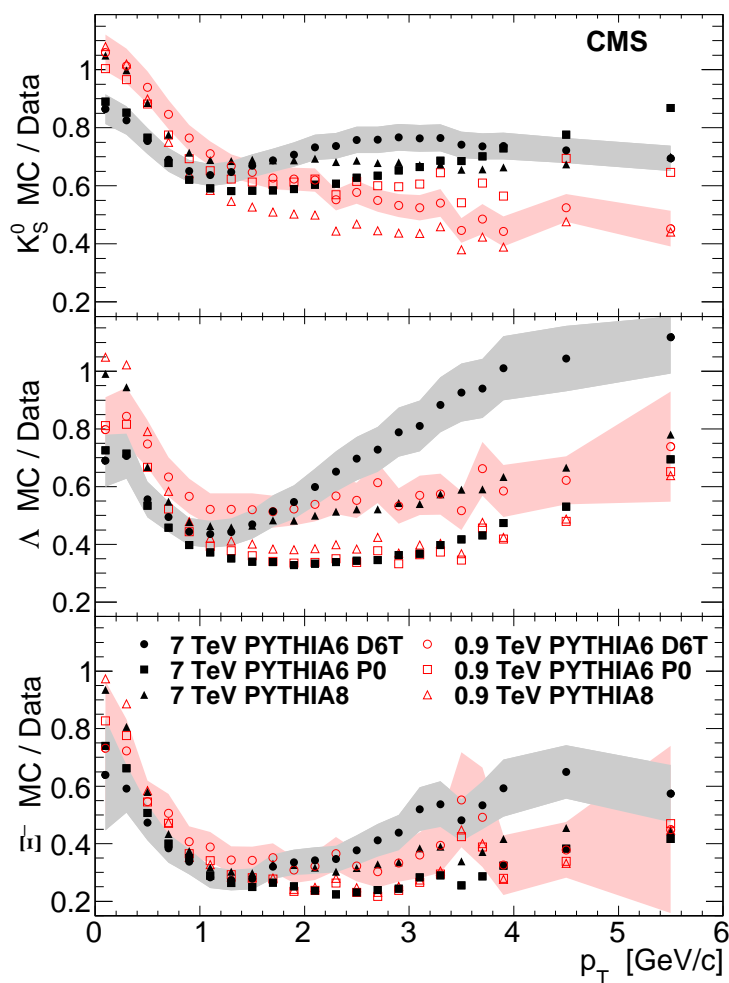 CMS
K⁰_S MC / Data
1
0.8
0.6
0.4
0.2
Λ MC / Data
1
0.8
0.6
0.4
0.2
Ξ⁻ MC / Data
1
0.8
0.6
0.4
0.2
7 TeV PYTHIA6 D6T
7 TeV PYTHIA6 P0
7 TeV PYTHIA8
0.9 TeV PYTHIA6 D6T
0.9 TeV PYTHIA6 P0
0.9 TeV PYTHIA8
0 1 2 3 4 5 6
p_T [GeV/c]